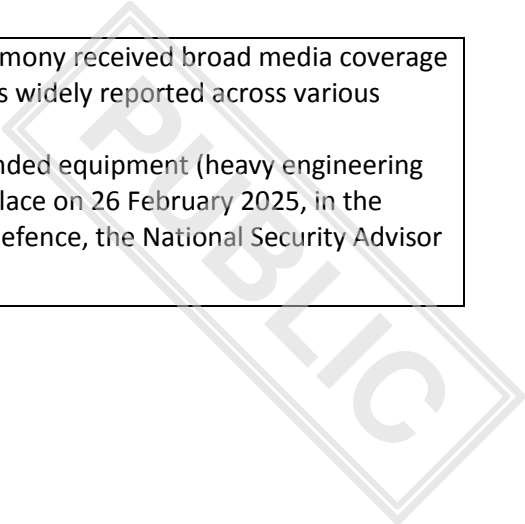 mony received broad media coverage
s widely reported across various
nded equipment (heavy engineering
lace on 26 February 2025, in the
efence, the National Security Advisor
PUBLIC